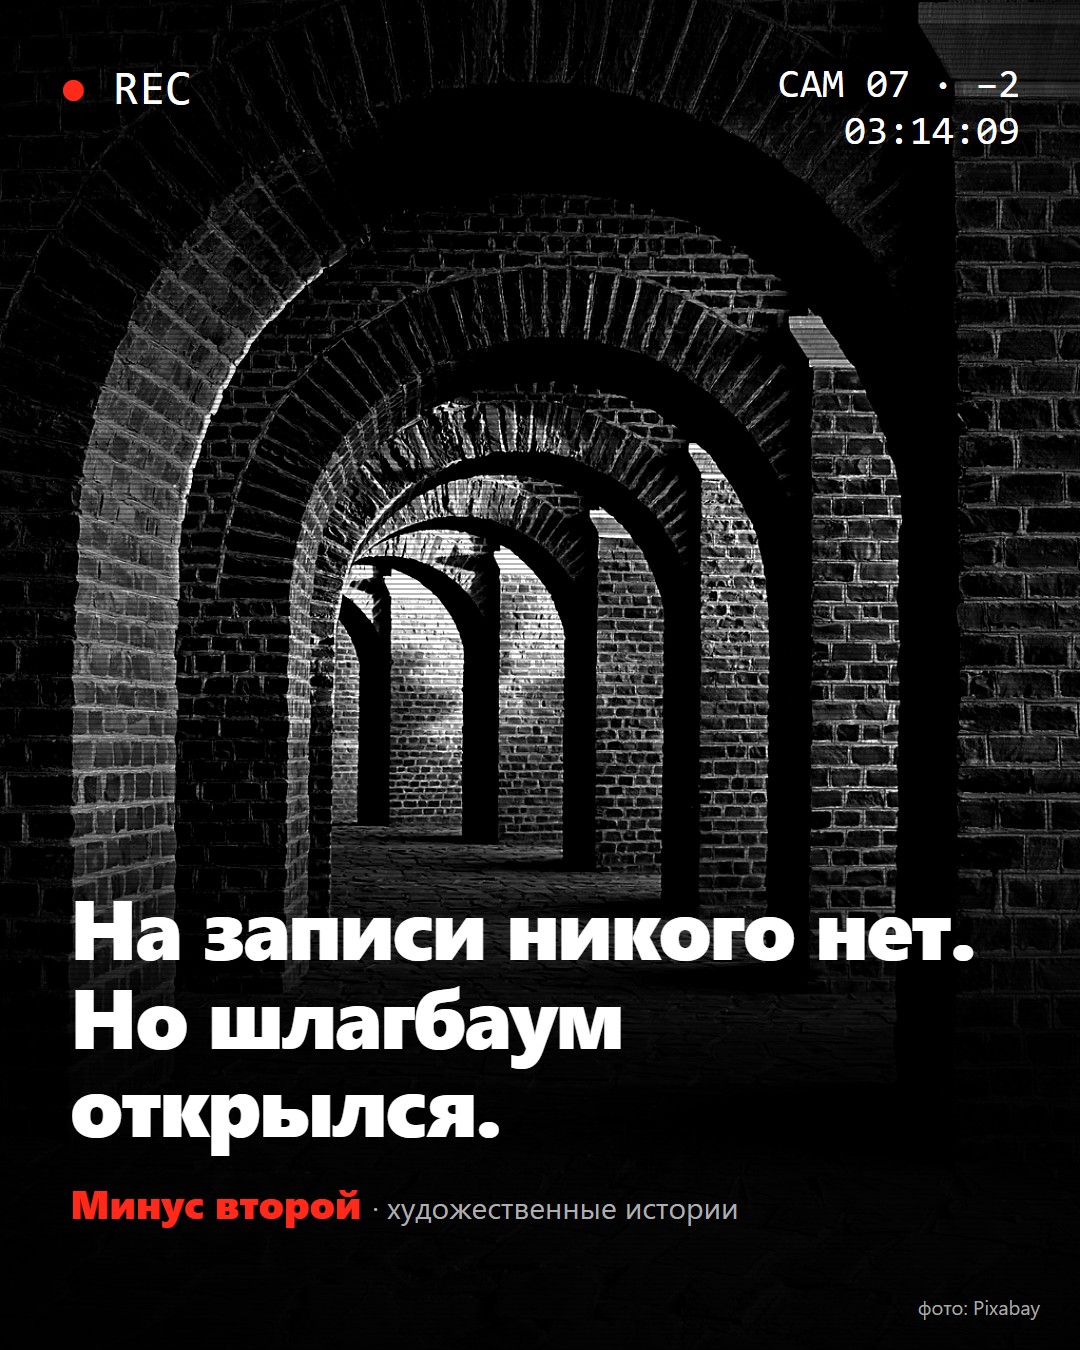 REC
CAM 07 · −2
03:14:09
На записи никого нет.
Но шлагбаум
открылся.
Минус второй · художественные истории
фото: Pixabay